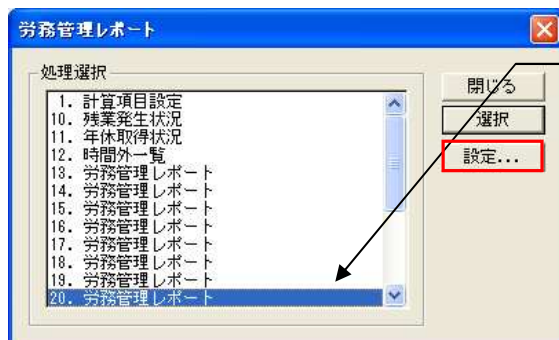 労務管理レポート
処理選択
1. 計算項目設定
10. 残業発生状況
11. 年休取得状況
12. 時間外一覧
13. 労務管理レポート
14. 労務管理レポート
15. 労務管理レポート
16. 労務管理レポート
17. 労務管理レポート
18. 労務管理レポート
19. 労務管理レポート
20. 労務管理レポート
閉じる
選択
設定...